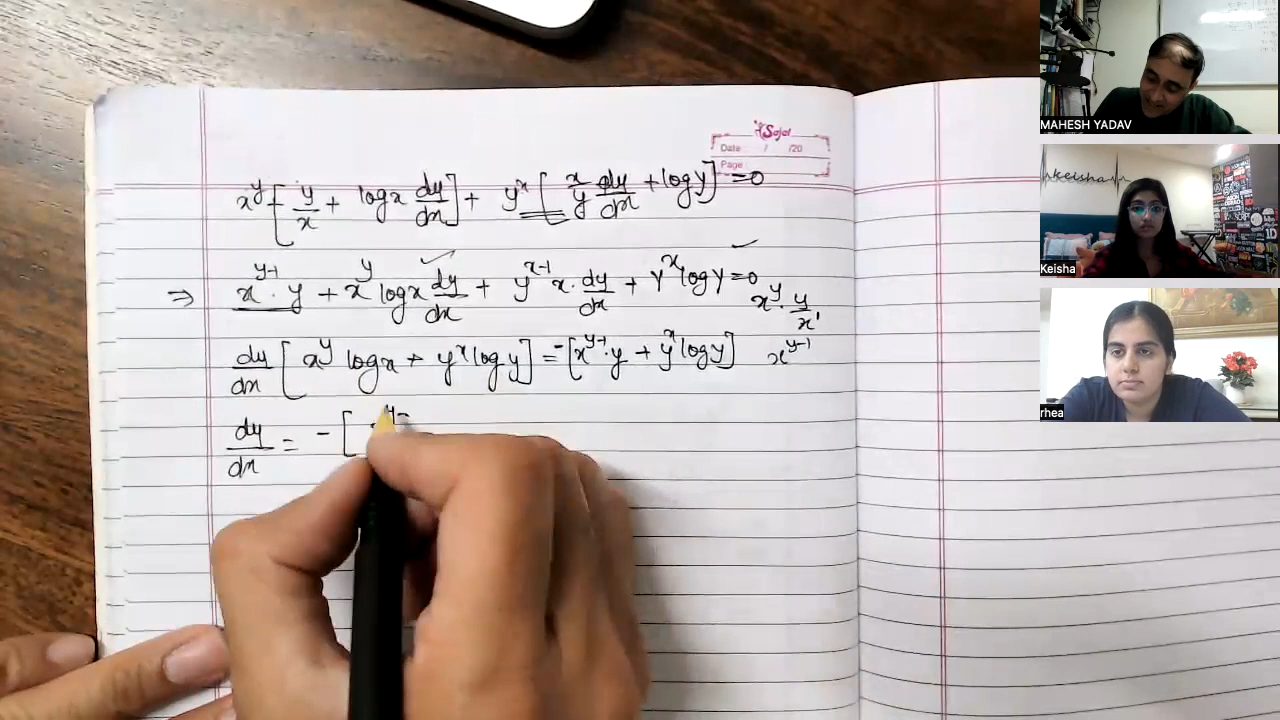 Sajal
Date / /20
Page
x^y [ y/x + log x dy/dx ] + y^x [ x/y dy/dx + log y ] = 0
⇒ x^{y-1} · y + x^y log x dy/dx + y^{x-1} x · dy/dx + y^x log y = 0
x^y · y/x^1
dy/dx [ x^y log x + y^x log y ] = - [ x^{y-1} · y + y^x log y ]
x^{y-1}
dy/dx = - [
MAHESH YADAV
keisha
Keisha
rhea